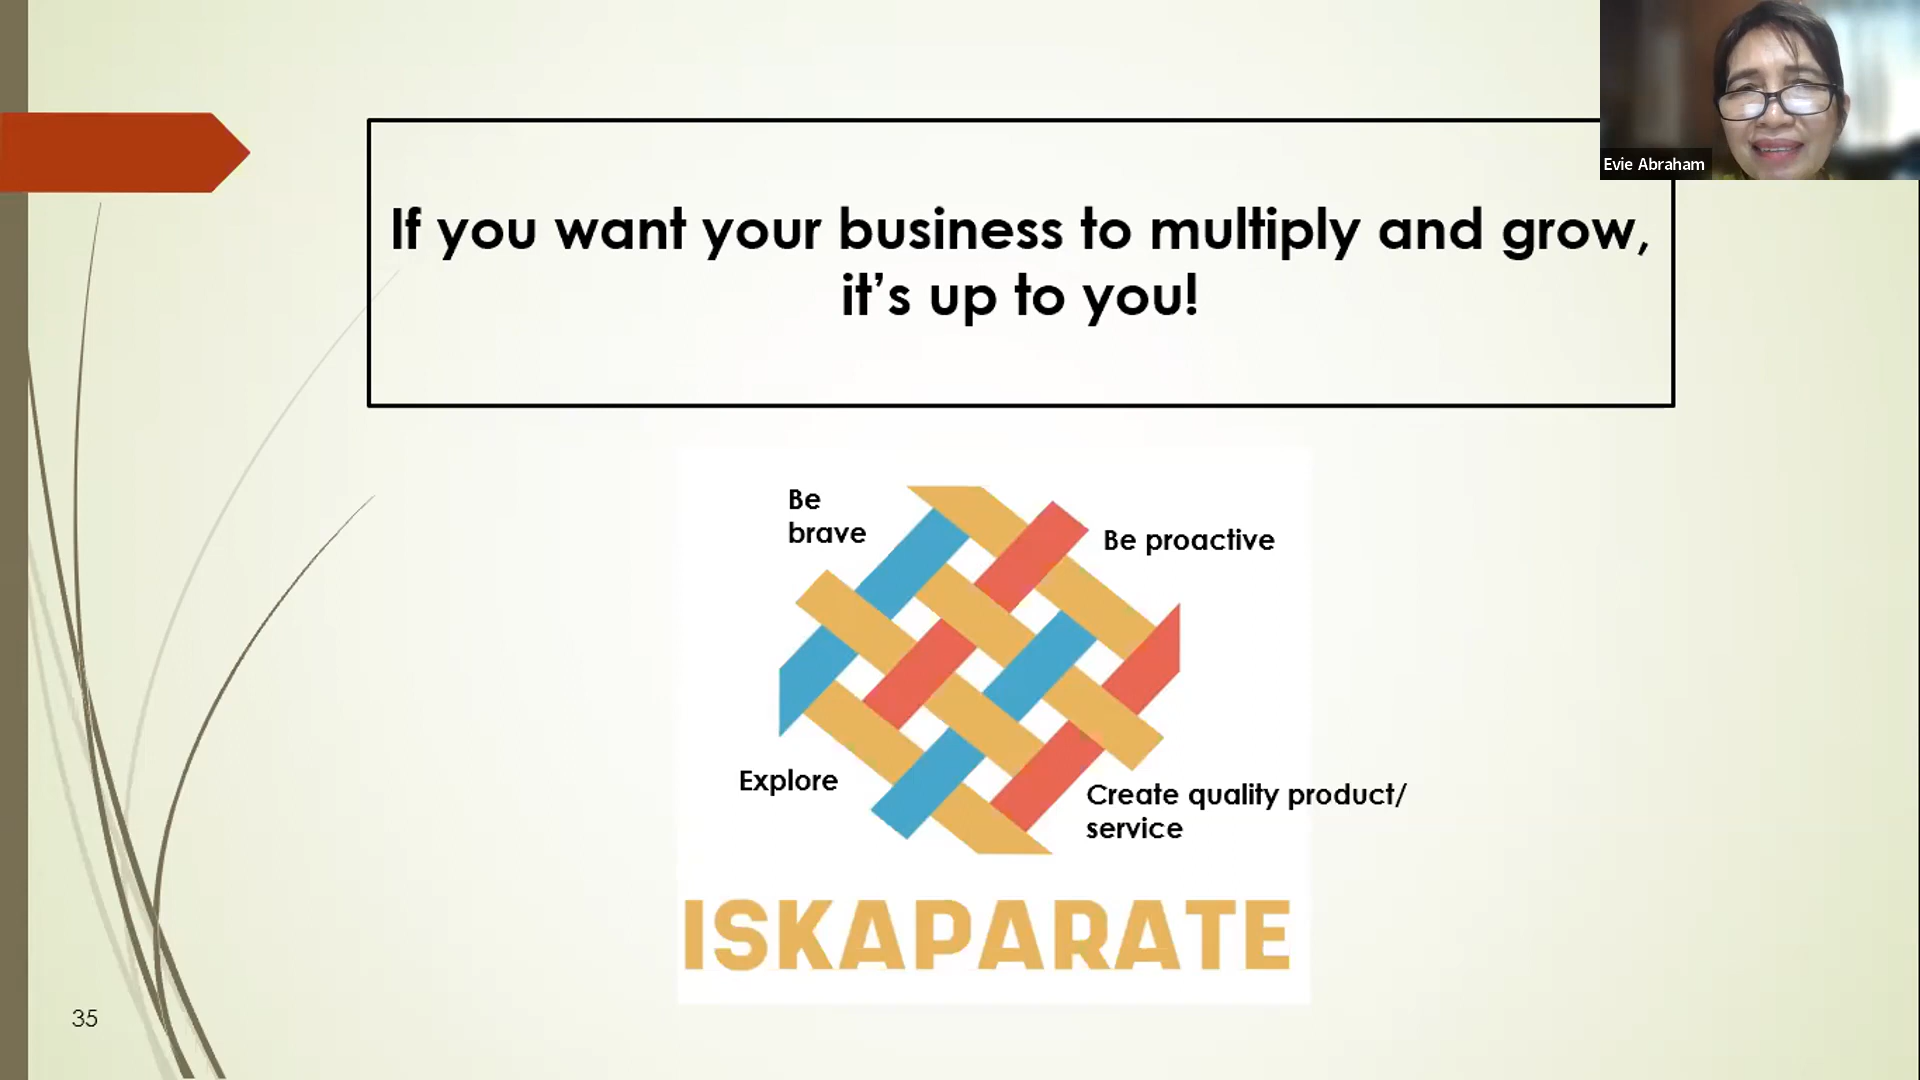 Evie Abraham
If you want your business to multiply and grow,
it’s up to you!
Be
brave
Be proactive
Explore
Create quality product/
service
ISKAPARATE
35